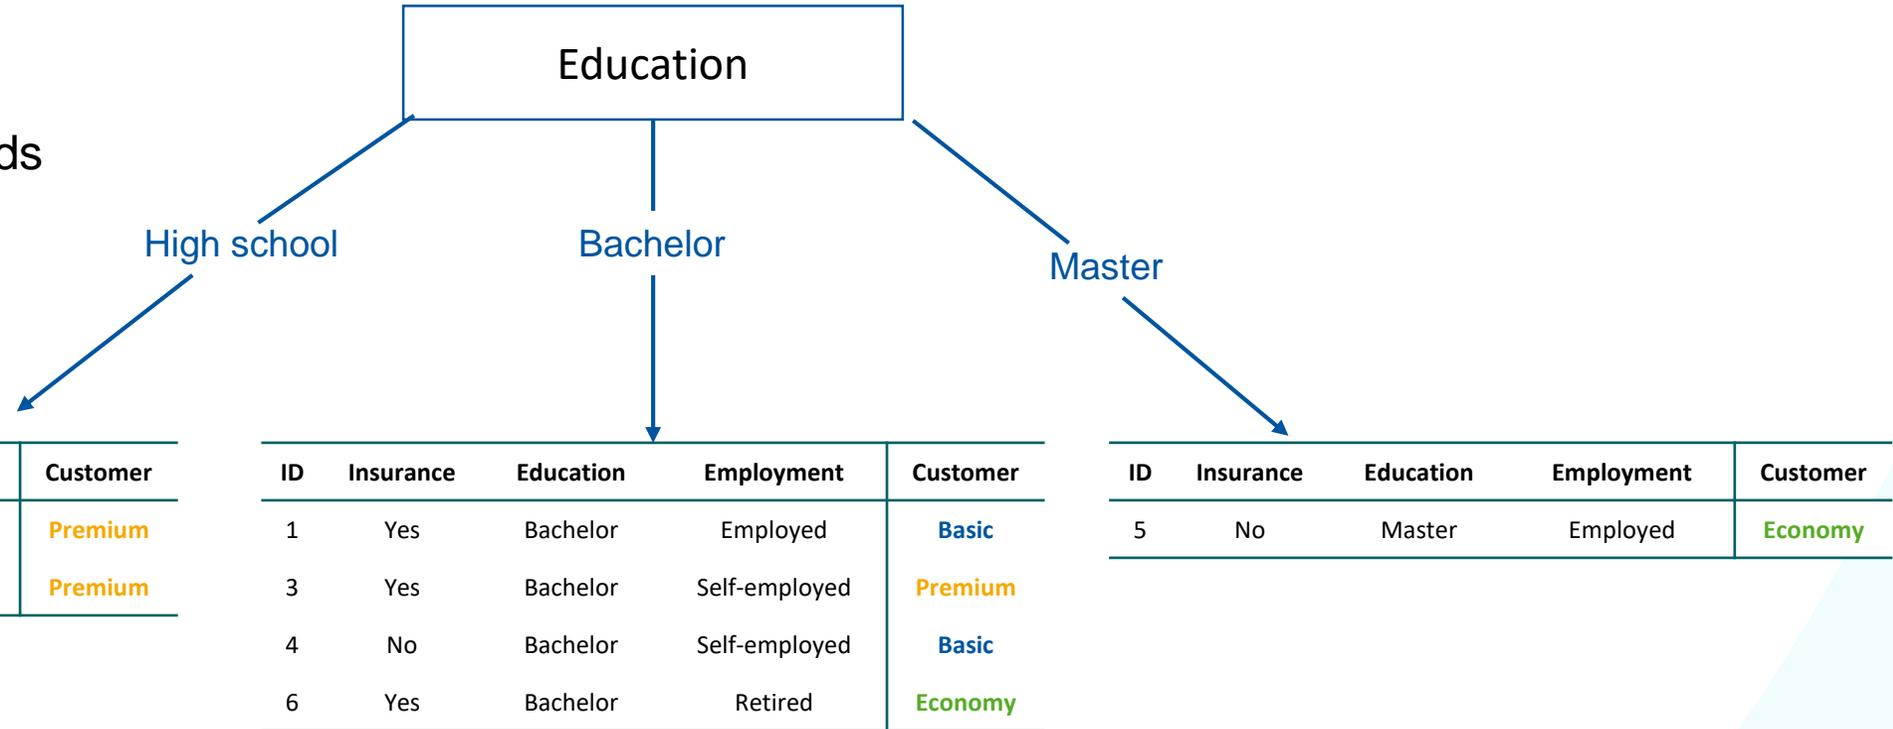 Education
ds
High school
Bachelor
Master
Customer
Premium
Premium
ID Insurance Education Employment Customer
1 Yes Bachelor Employed Basic
3 Yes Bachelor Self-employed Premium
4 No Bachelor Self-employed Basic
6 Yes Bachelor Retired Economy
ID Insurance Education Employment Customer
5 No Master Employed Economy